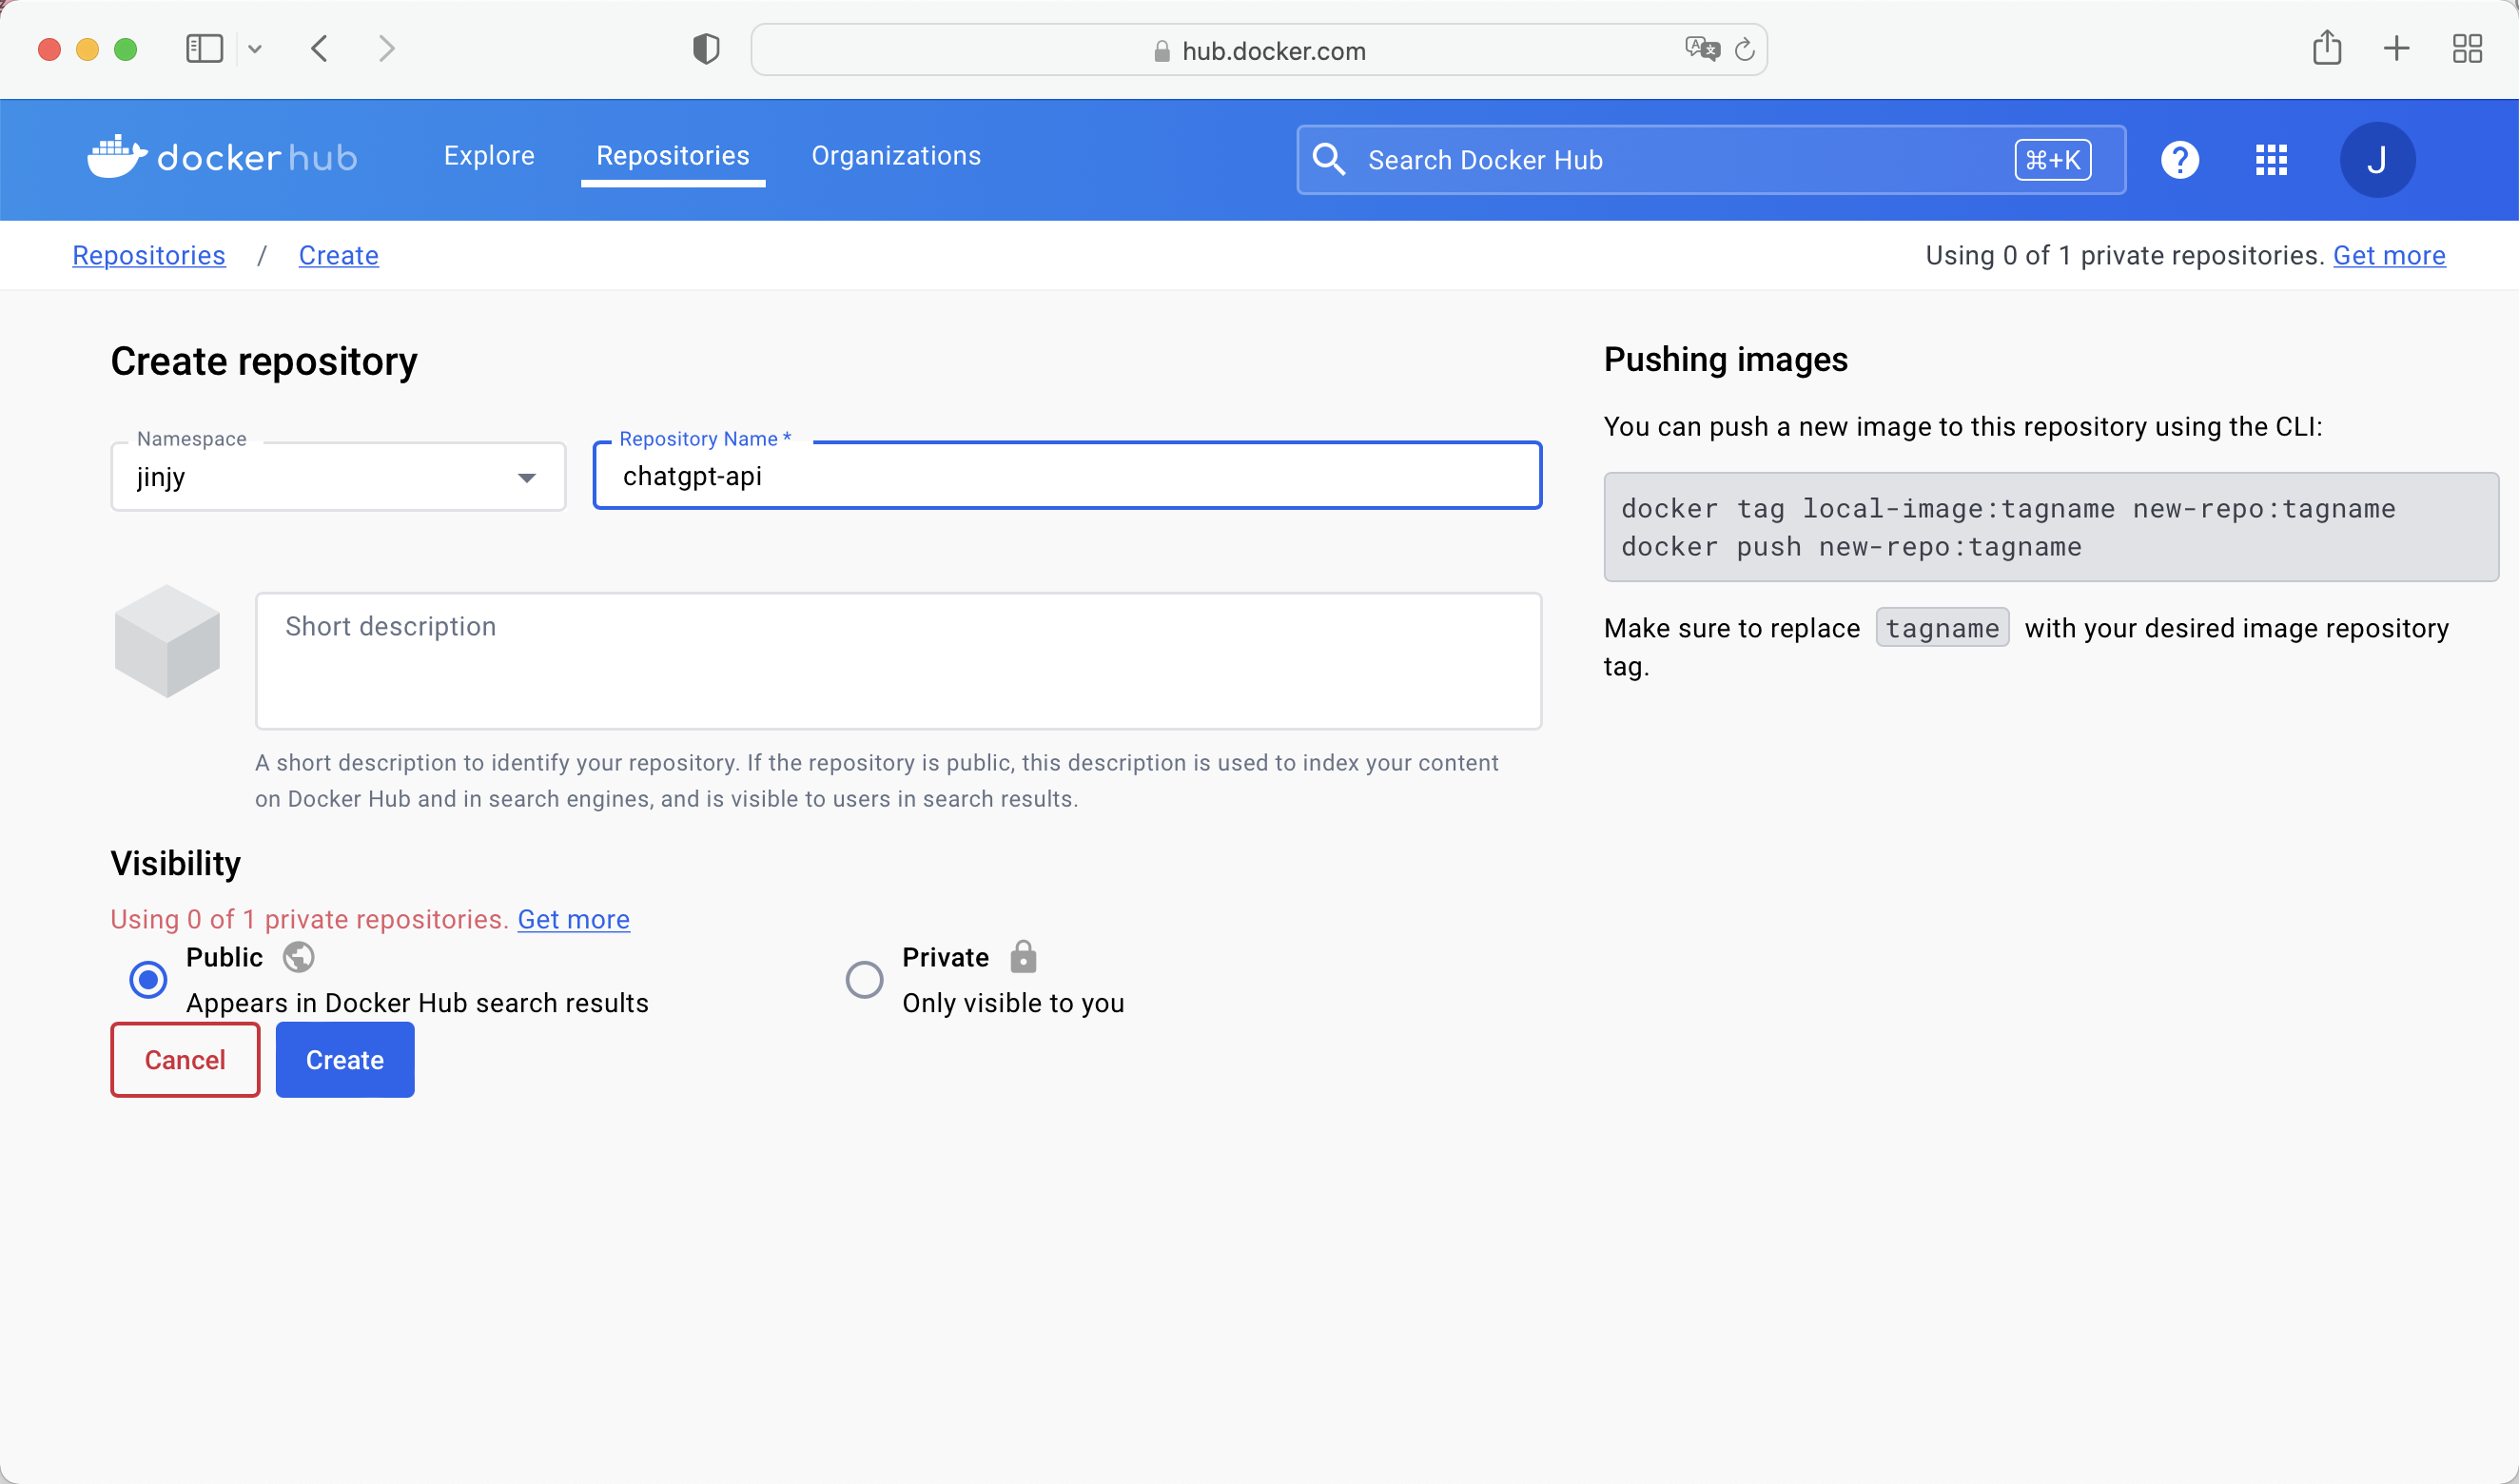 hub.docker.com
docker hub
Explore
Repositories
Organizations
Search Docker Hub
⌘+K
?
J
Repositories / Create
Using 0 of 1 private repositories. Get more
Create repository
Namespace
jinjy
Repository Name *
chatgpt-api
Short description
A short description to identify your repository. If the repository is public, this description is used to index your content
on Docker Hub and in search engines, and is visible to users in search results.
Visibility
Using 0 of 1 private repositories. Get more
Public
Appears in Docker Hub search results
Private
Only visible to you
Cancel
Create
Pushing images
You can push a new image to this repository using the CLI:
docker tag local-image:tagname new-repo:tagname
docker push new-repo:tagname
Make sure to replace tagname with your desired image repository
tag.